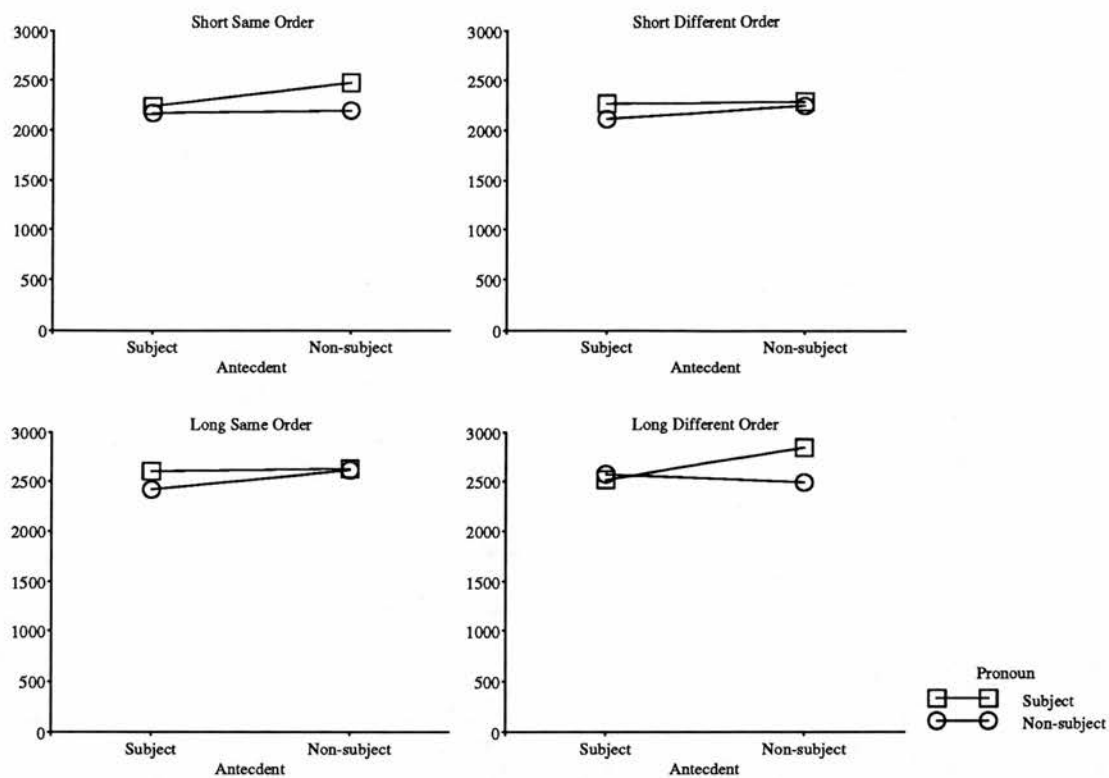 Short Same Order
3000
2500
2000
1500
1000
500
0
Subject Non-subject
Antecdent
Short Different Order
3000
2500
2000
1500
1000
500
0
Subject Non-subject
Antecdent
Long Same Order
3000
2500
2000
1500
1000
500
0
Subject Non-subject
Antecdent
Long Different Order
3000
2500
2000
1500
1000
500
0
Subject Non-subject
Antecdent
Pronoun
Subject
Non-subject